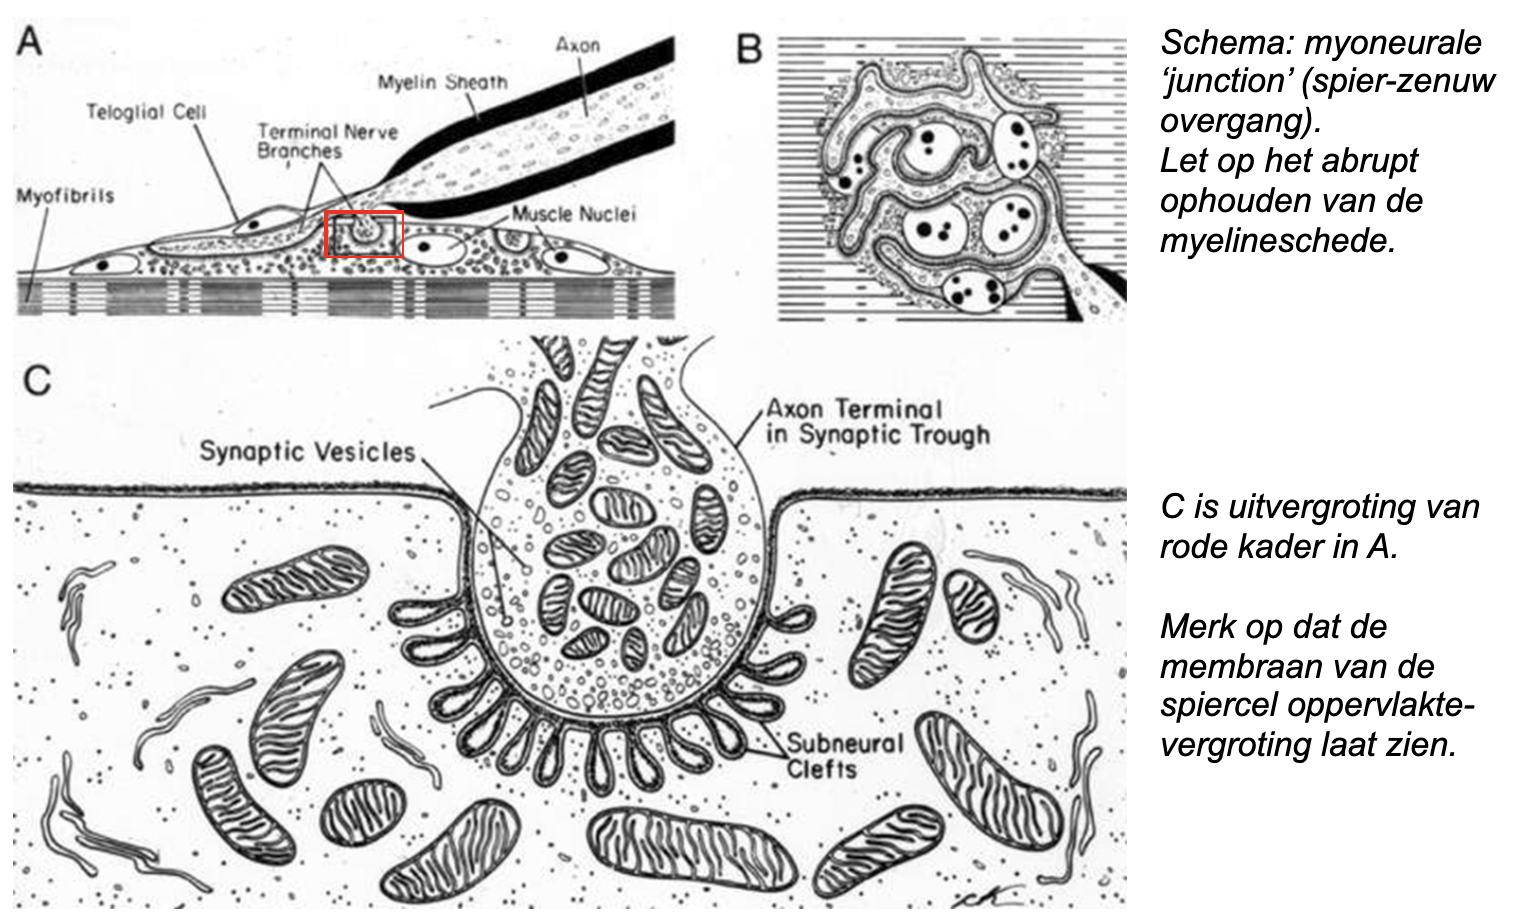 A
Axon
Myelin Sheath
Teloglial Cell
Terminal Nerve
Branches
Myofibrils
Muscle Nuclei
B
Schema: myoneurale
‘junction’ (spier-zenuw
overgang).
Let op het abrupt
ophouden van de
myelineschede.
C
Synaptic Vesicles
Axon Terminal
in Synaptic Trough
Subneural
Clefts
C is uitvergroting van
rode kader in A.
Merk op dat de
membraan van de
spiercel oppervlakte-
vergroting laat zien.